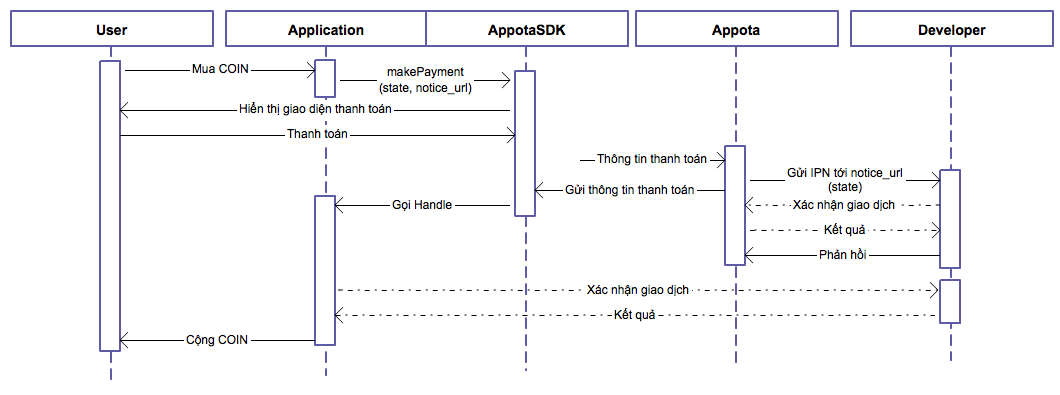 User
Application
AppotaSDK
Appota
Developer
Mua COIN
makePayment
(state, notice_url)
Hiển thị giao diện thanh toán
Thanh toán
Thông tin thanh toán
Gửi IPN tới notice_url
(state)
Gửi thông tin thanh toán
Gọi Handle
Xác nhận giao dịch
Kết quả
Phản hồi
Xác nhận giao dịch
Kết quả
Cộng COIN